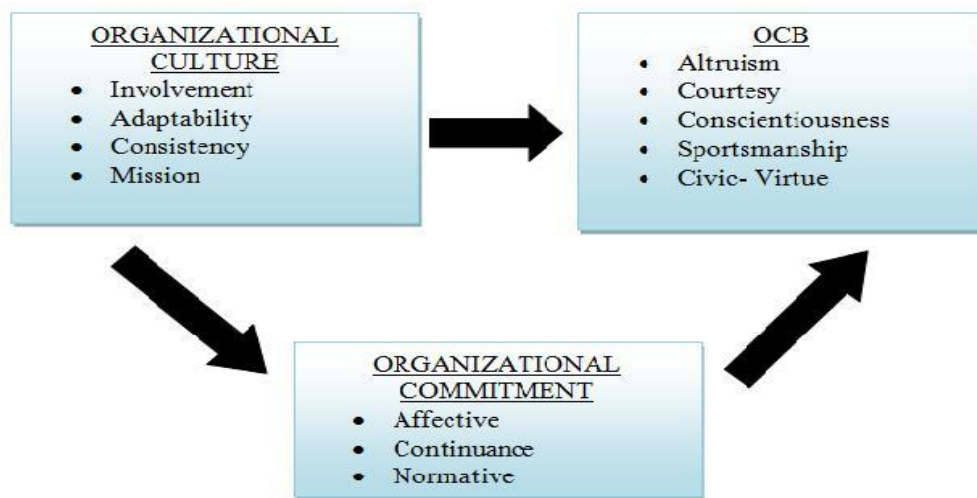 ORGANIZATIONAL
CULTURE
• Involvement
• Adaptability
• Consistency
• Mission
OCB
• Altruism
• Courtesy
• Conscientiousness
• Sportsmanship
• Civic- Virtue
ORGANIZATIONAL
COMMITMENT
• Affective
• Continuance
• Normative